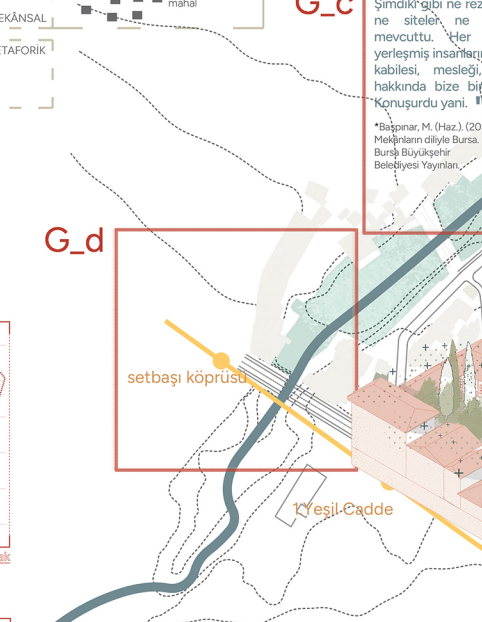 EKÂNSAL
mahal
ETAFORİK
G_c
Şimdiki gibi ne rez
ne siteler ne
mevcuttu. Her
yerleşmiş insanların
kabilesi, mesleği,
hakkında bize bi
Konuşurdu yani. "
*Başpınar, M. (Haz.). (20
Mekânların diliyle Bursa.
Bursa Büyükşehir
Belediyesi Yayınları.
G_d
setbaşı köprüsü
1.Yeşil Cadde